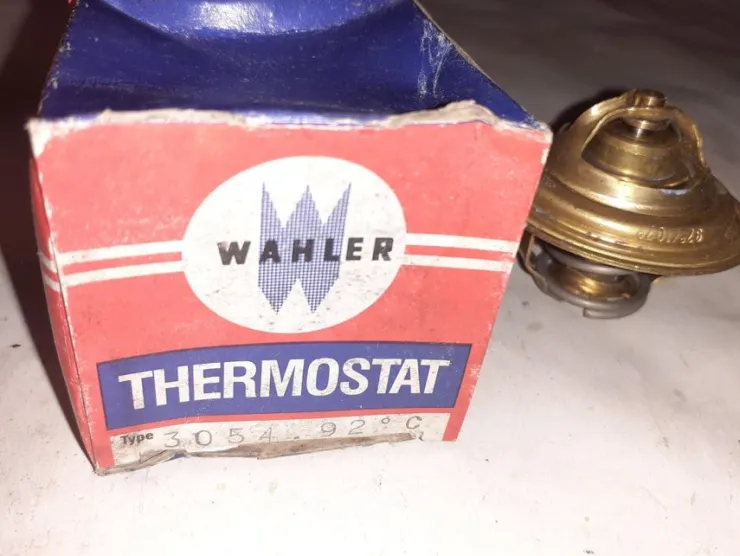 WAHLER
THERMOSTAT
Type 3054.92°C